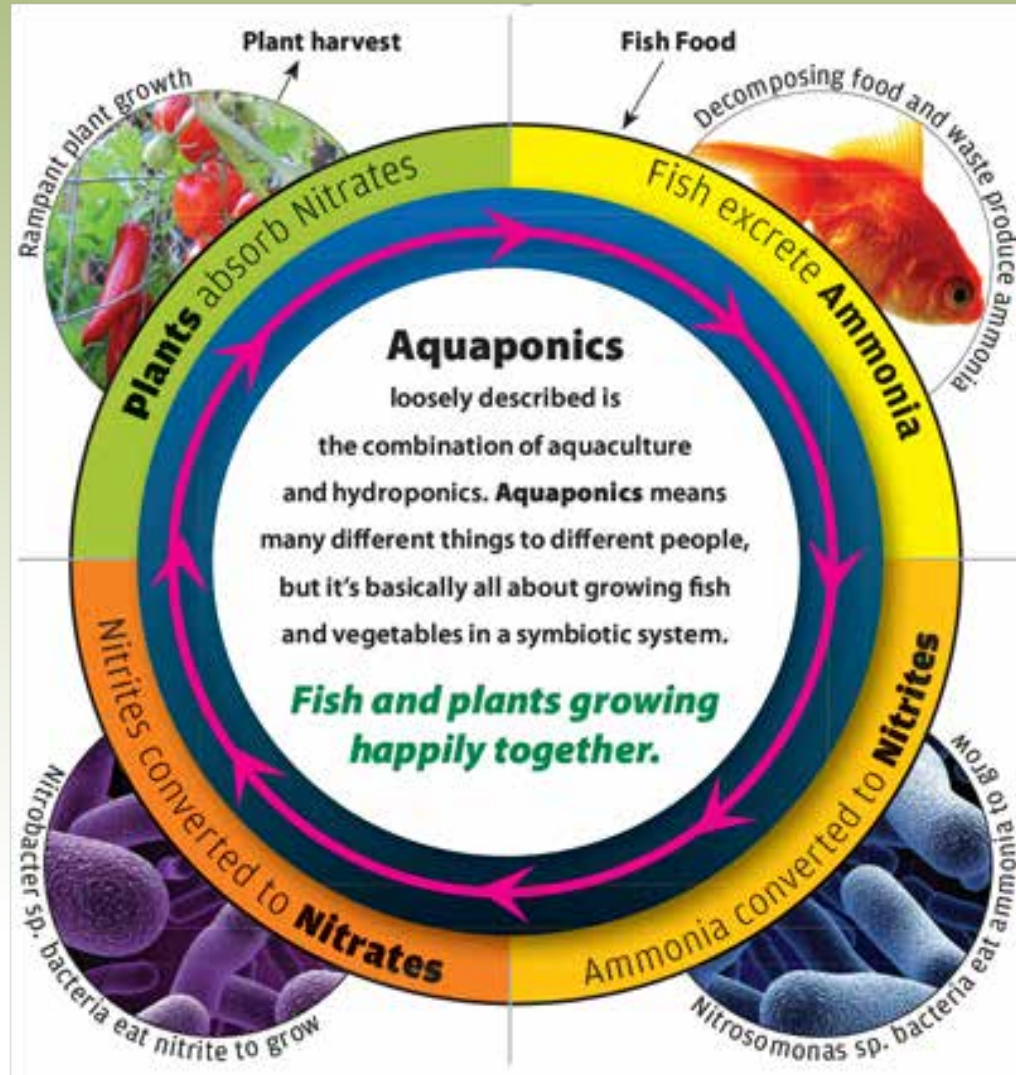 Plant harvest
Fish Food
Rampant plant growth
Decomposing food and waste produce ammonia
Plants absorb Nitrates
Fish excrete Ammonia
Aquaponics
loosely described is
the combination of aquaculture
and hydroponics. Aquaponics means
many different things to different people,
but it's basically all about growing fish
and vegetables in a symbiotic system.
Fish and plants growing
happily together.
Nitrites converted to Nitrates
Ammonia converted to Nitrites
Nitrobacter sp. bacteria eat nitrite to grow
Nitrosomonas sp. bacteria eat ammonia to grow